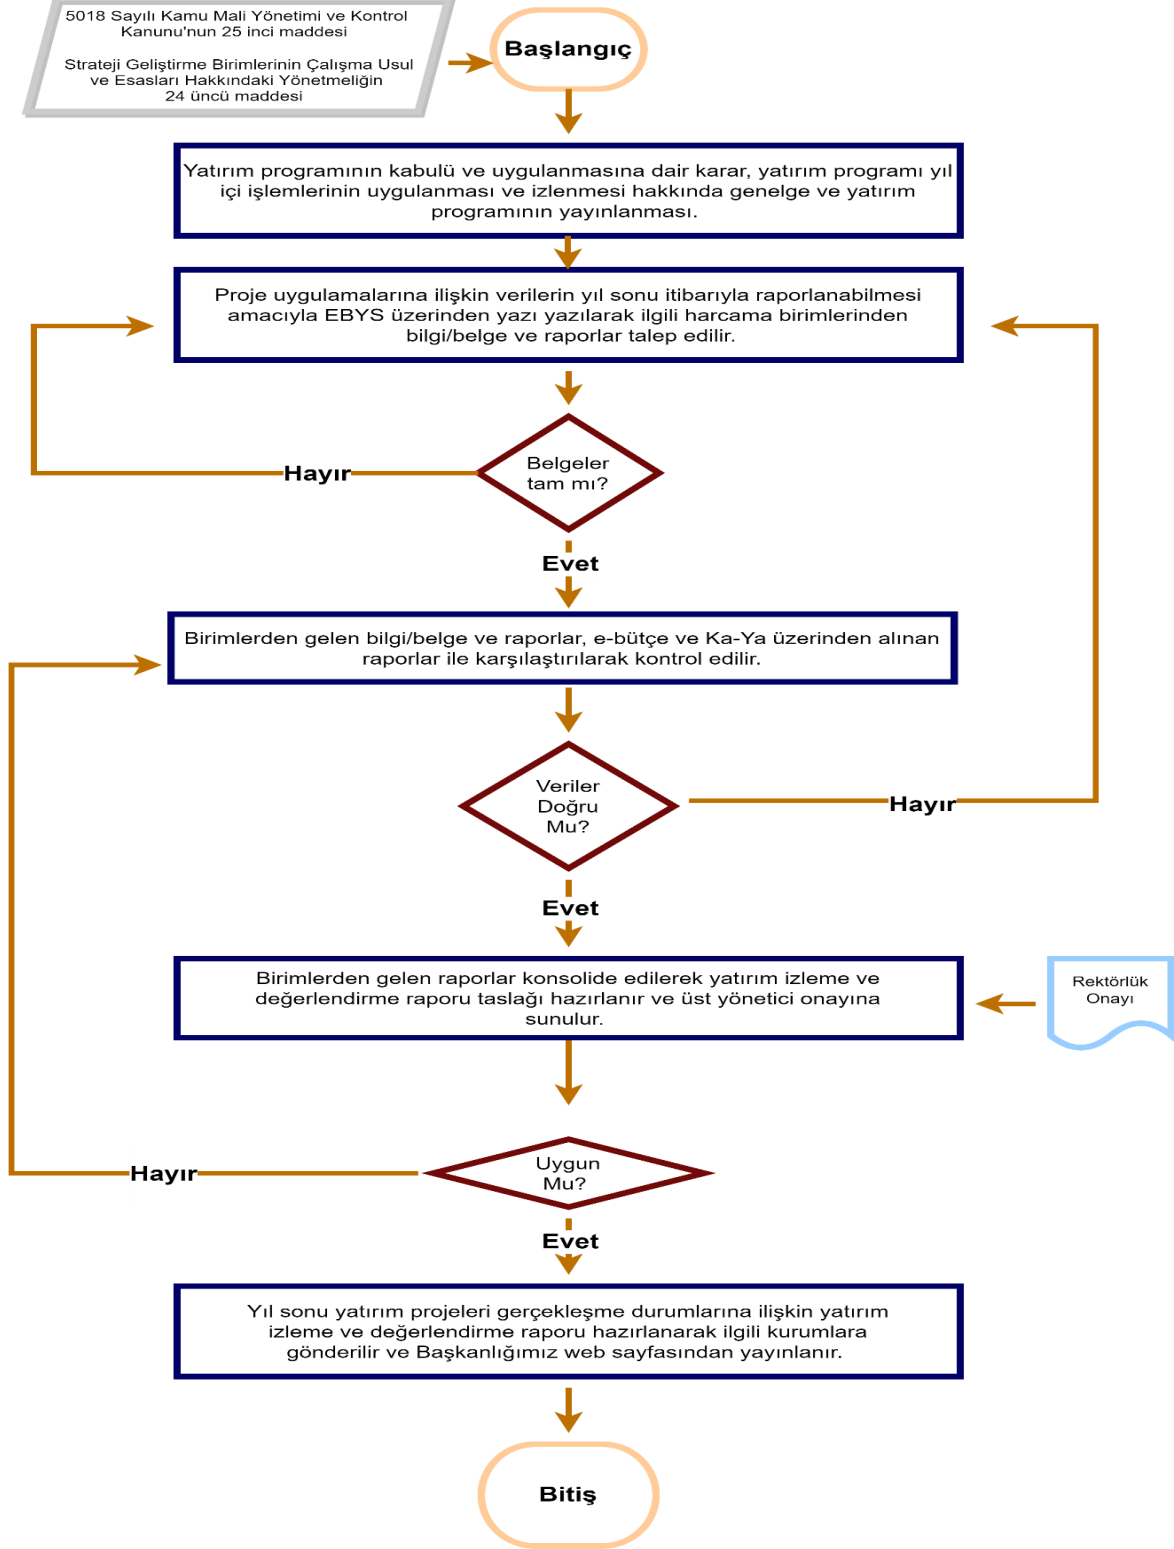 5018 Sayılı Kamu Mali Yönetimi ve Kontrol
Kanunu'nun 25 inci maddesi
Strateji Geliştirme Birimlerinin Çalışma Usul
ve Esasları Hakkındaki Yönetmeliğin
24 üncü maddesi
Başlangıç
Yatırım programının kabulü ve uygulanmasına dair karar, yatırım programı yıl
içi işlemlerinin uygulanması ve izlenmesi hakkında genelge ve yatırım
programının yayınlanması.
Proje uygulamalarına ilişkin verilerin yıl sonu itibarıyla raporlanabilmesi
amacıyla EBYS üzerinden yazı yazılarak ilgili harcama birimlerinden
bilgi/belge ve raporlar talep edilir.
Belgeler
tam mı?
Hayır
Evet
Birimlerden gelen bilgi/belge ve raporlar, e-bütçe ve Ka-Ya üzerinden alınan
raporlar ile karşılaştırılarak kontrol edilir.
Veriler
Doğru
Mu?
Hayır
Evet
Birimlerden gelen raporlar konsolide edilerek yatırım izleme ve
değerlendirme raporu taslağı hazırlanır ve üst yönetici onayına
sunulur.
Rektörlük
Onayı
Uygun
Mu?
Hayır
Evet
Yıl sonu yatırım projeleri gerçekleşme durumlarına ilişkin yatırım
izleme ve değerlendirme raporu hazırlanarak ilgili kurumlara
gönderilir ve Başkanlığımız web sayfasından yayınlanır.
Bitiş